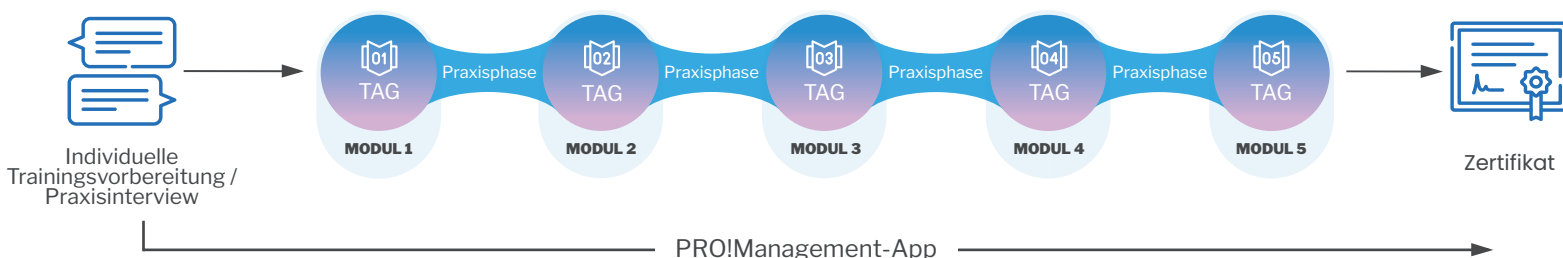 Individuelle
Trainingsvorbereitung /
Praxisinterview
01
TAG
MODUL 1
Praxisphase
02
TAG
MODUL 2
Praxisphase
03
TAG
MODUL 3
Praxisphase
04
TAG
MODUL 4
Praxisphase
05
TAG
MODUL 5
Zertifikat
PRO!Management-App